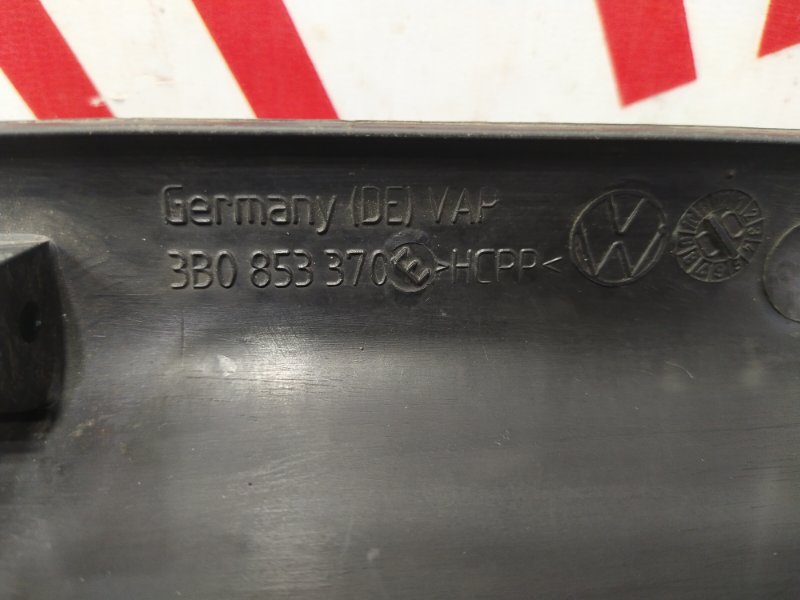 Germany (DE) VAP
3B0 853 370 E >HCPP<